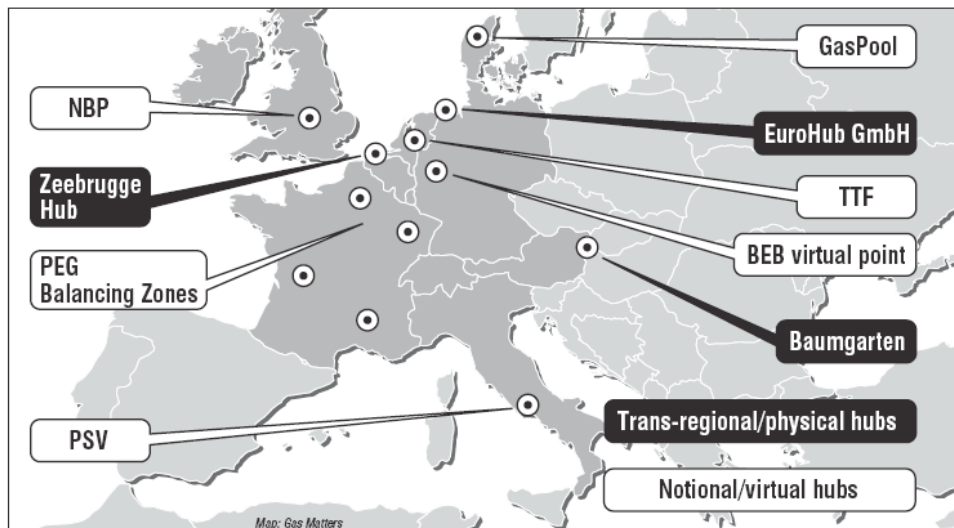 GasPool
NBP
EuroHub GmbH
Zeebrugge
Hub
TTF
PEG
Balancing Zones
BEB virtual point
Baumgarten
PSV
Trans-regional/physical hubs
Notional/virtual hubs
Map: Gas Matters